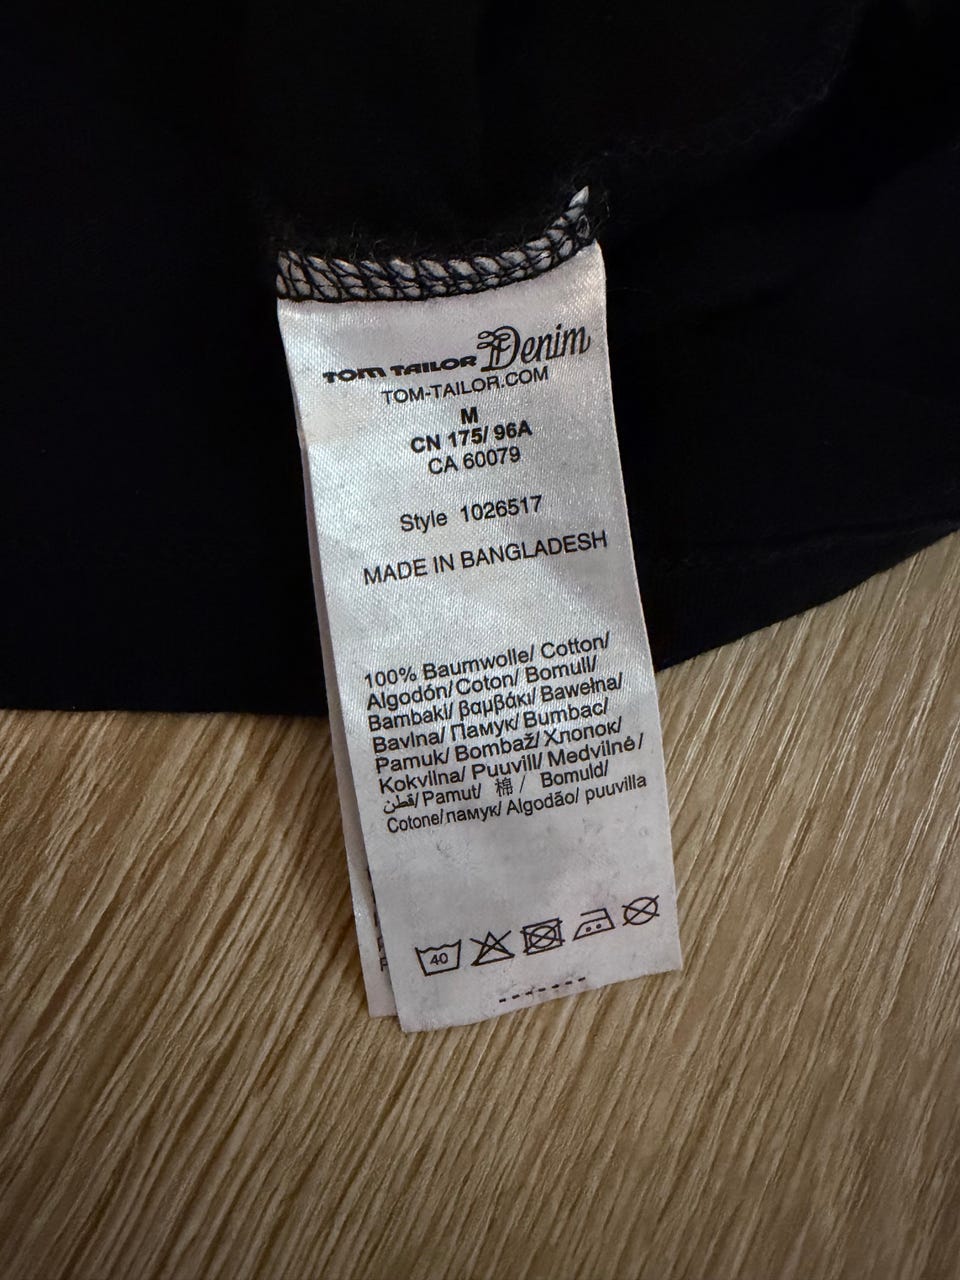 TOM TAILOR Denim
TOM-TAILOR.COM
M
CN 175/ 96A
CA 60079
Style 1026517
MADE IN BANGLADESH
100% Baumwolle/ Cotton/
Algodón/ Coton/ Bomull/
Bambaki/ βαμβάκι/ Bawełna/
Bavlna/ Памук/ Bumbac/
Pamuk/ Bombaž/ Хлопок/
Kokvilna/ Puuvill/ Medvilnė/
قطن/ Pamut/ 棉 / Bomuld/
Cotone/памук/ Algodão/ puuvilla
40